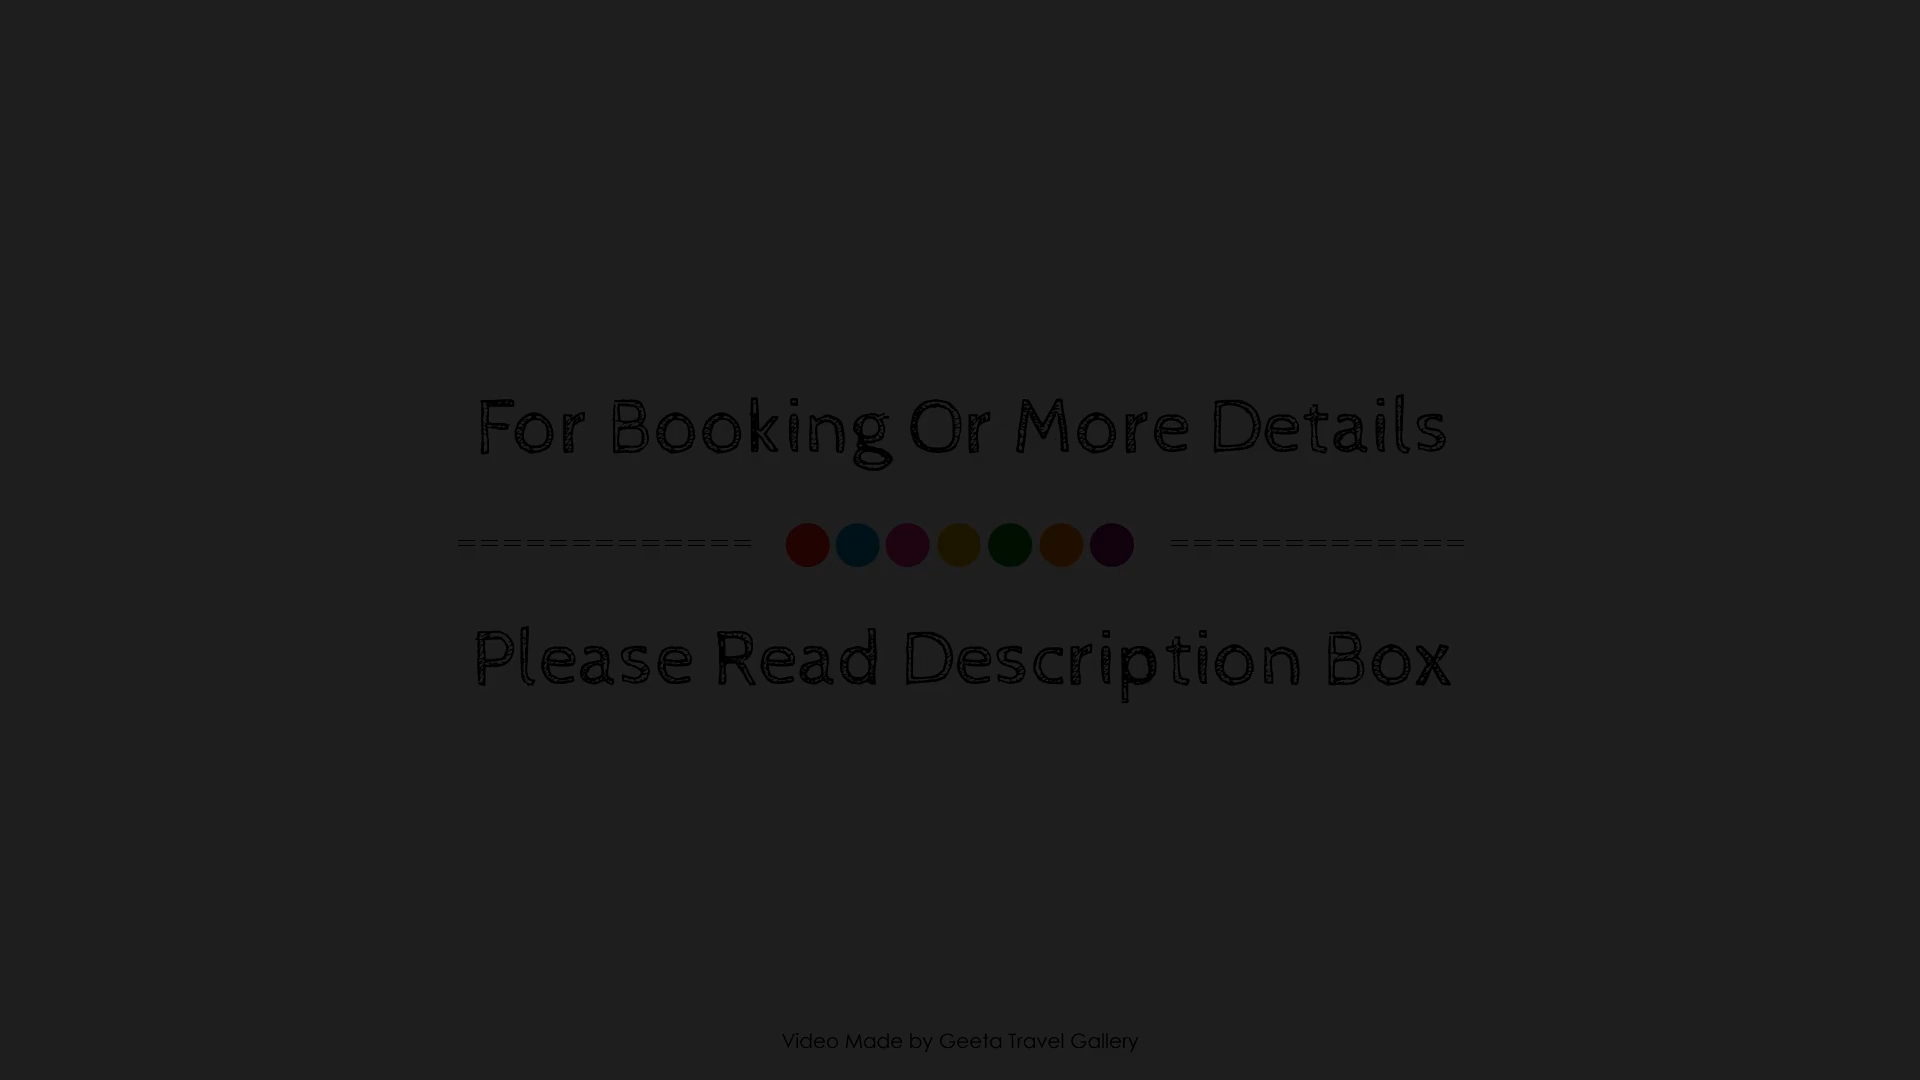 For Booking Or More Details
============= =============
Please Read Description Box
Video Made by Geeta Travel Gallery